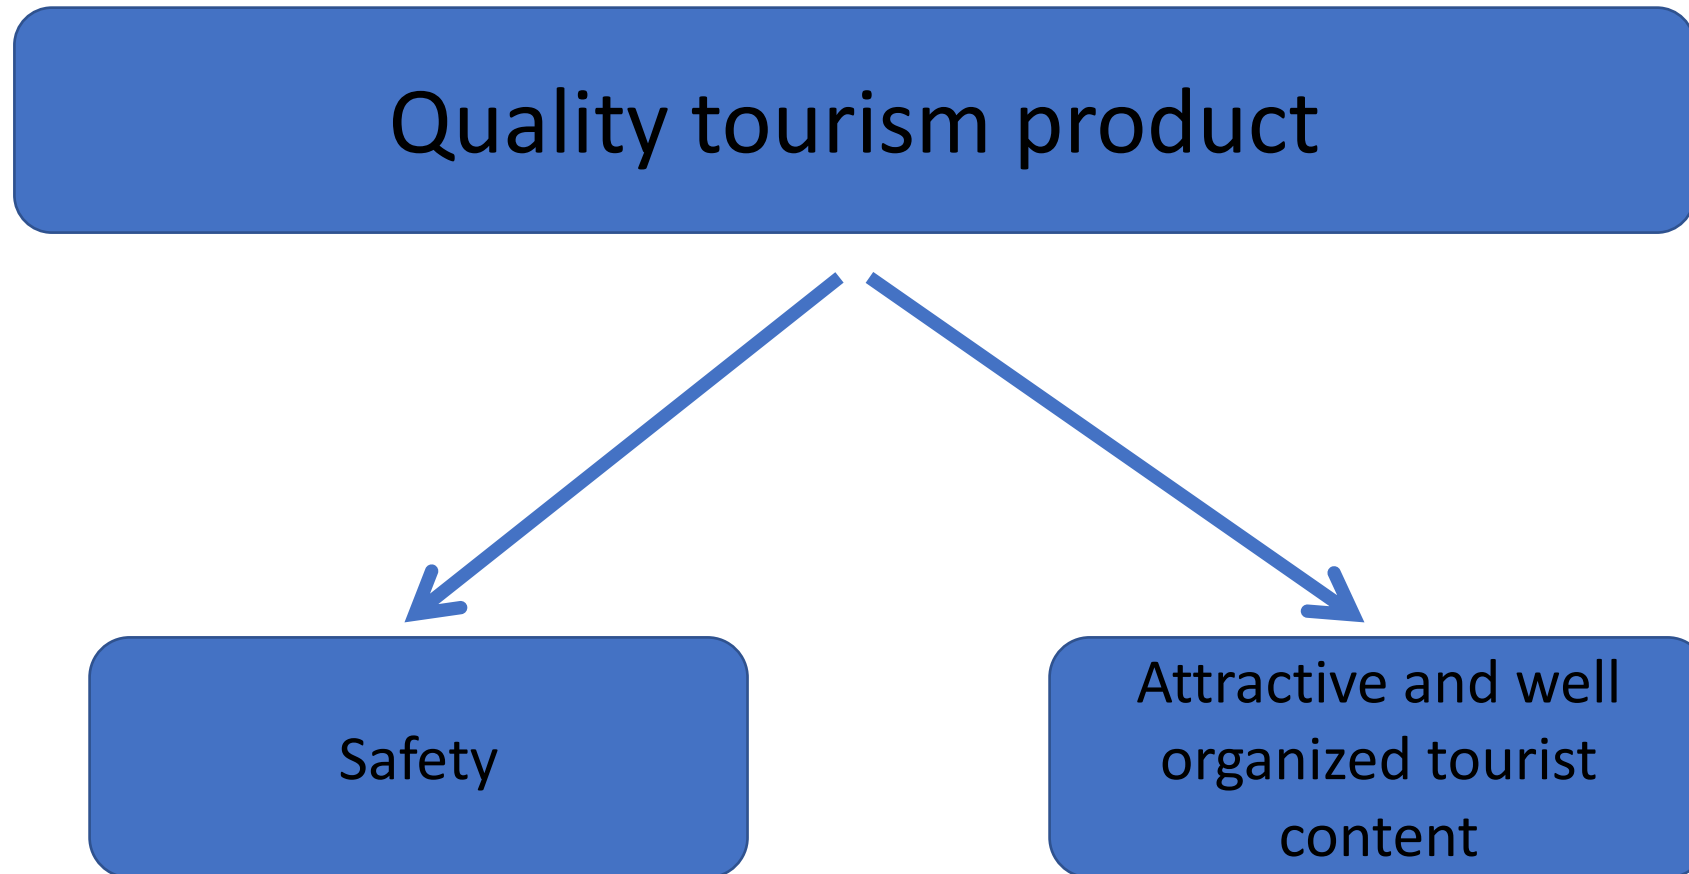 Quality tourism product
Safety
Attractive and well
organized tourist
content